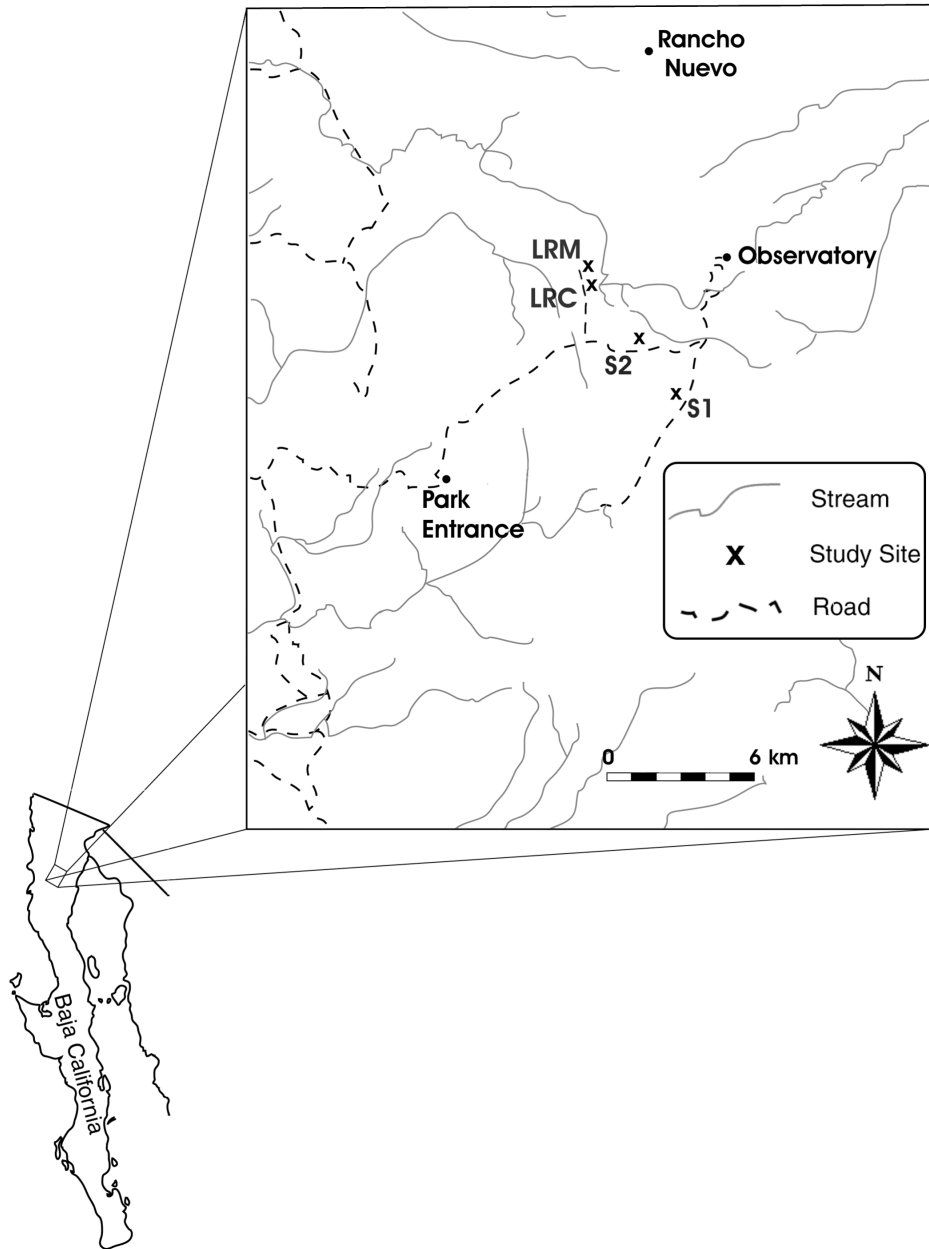 Rancho
Nuevo
LRM
Observatory
LRC
S2
S1
Park
Entrance
Stream
X Study Site
Road
N
0 6 km
Baja California